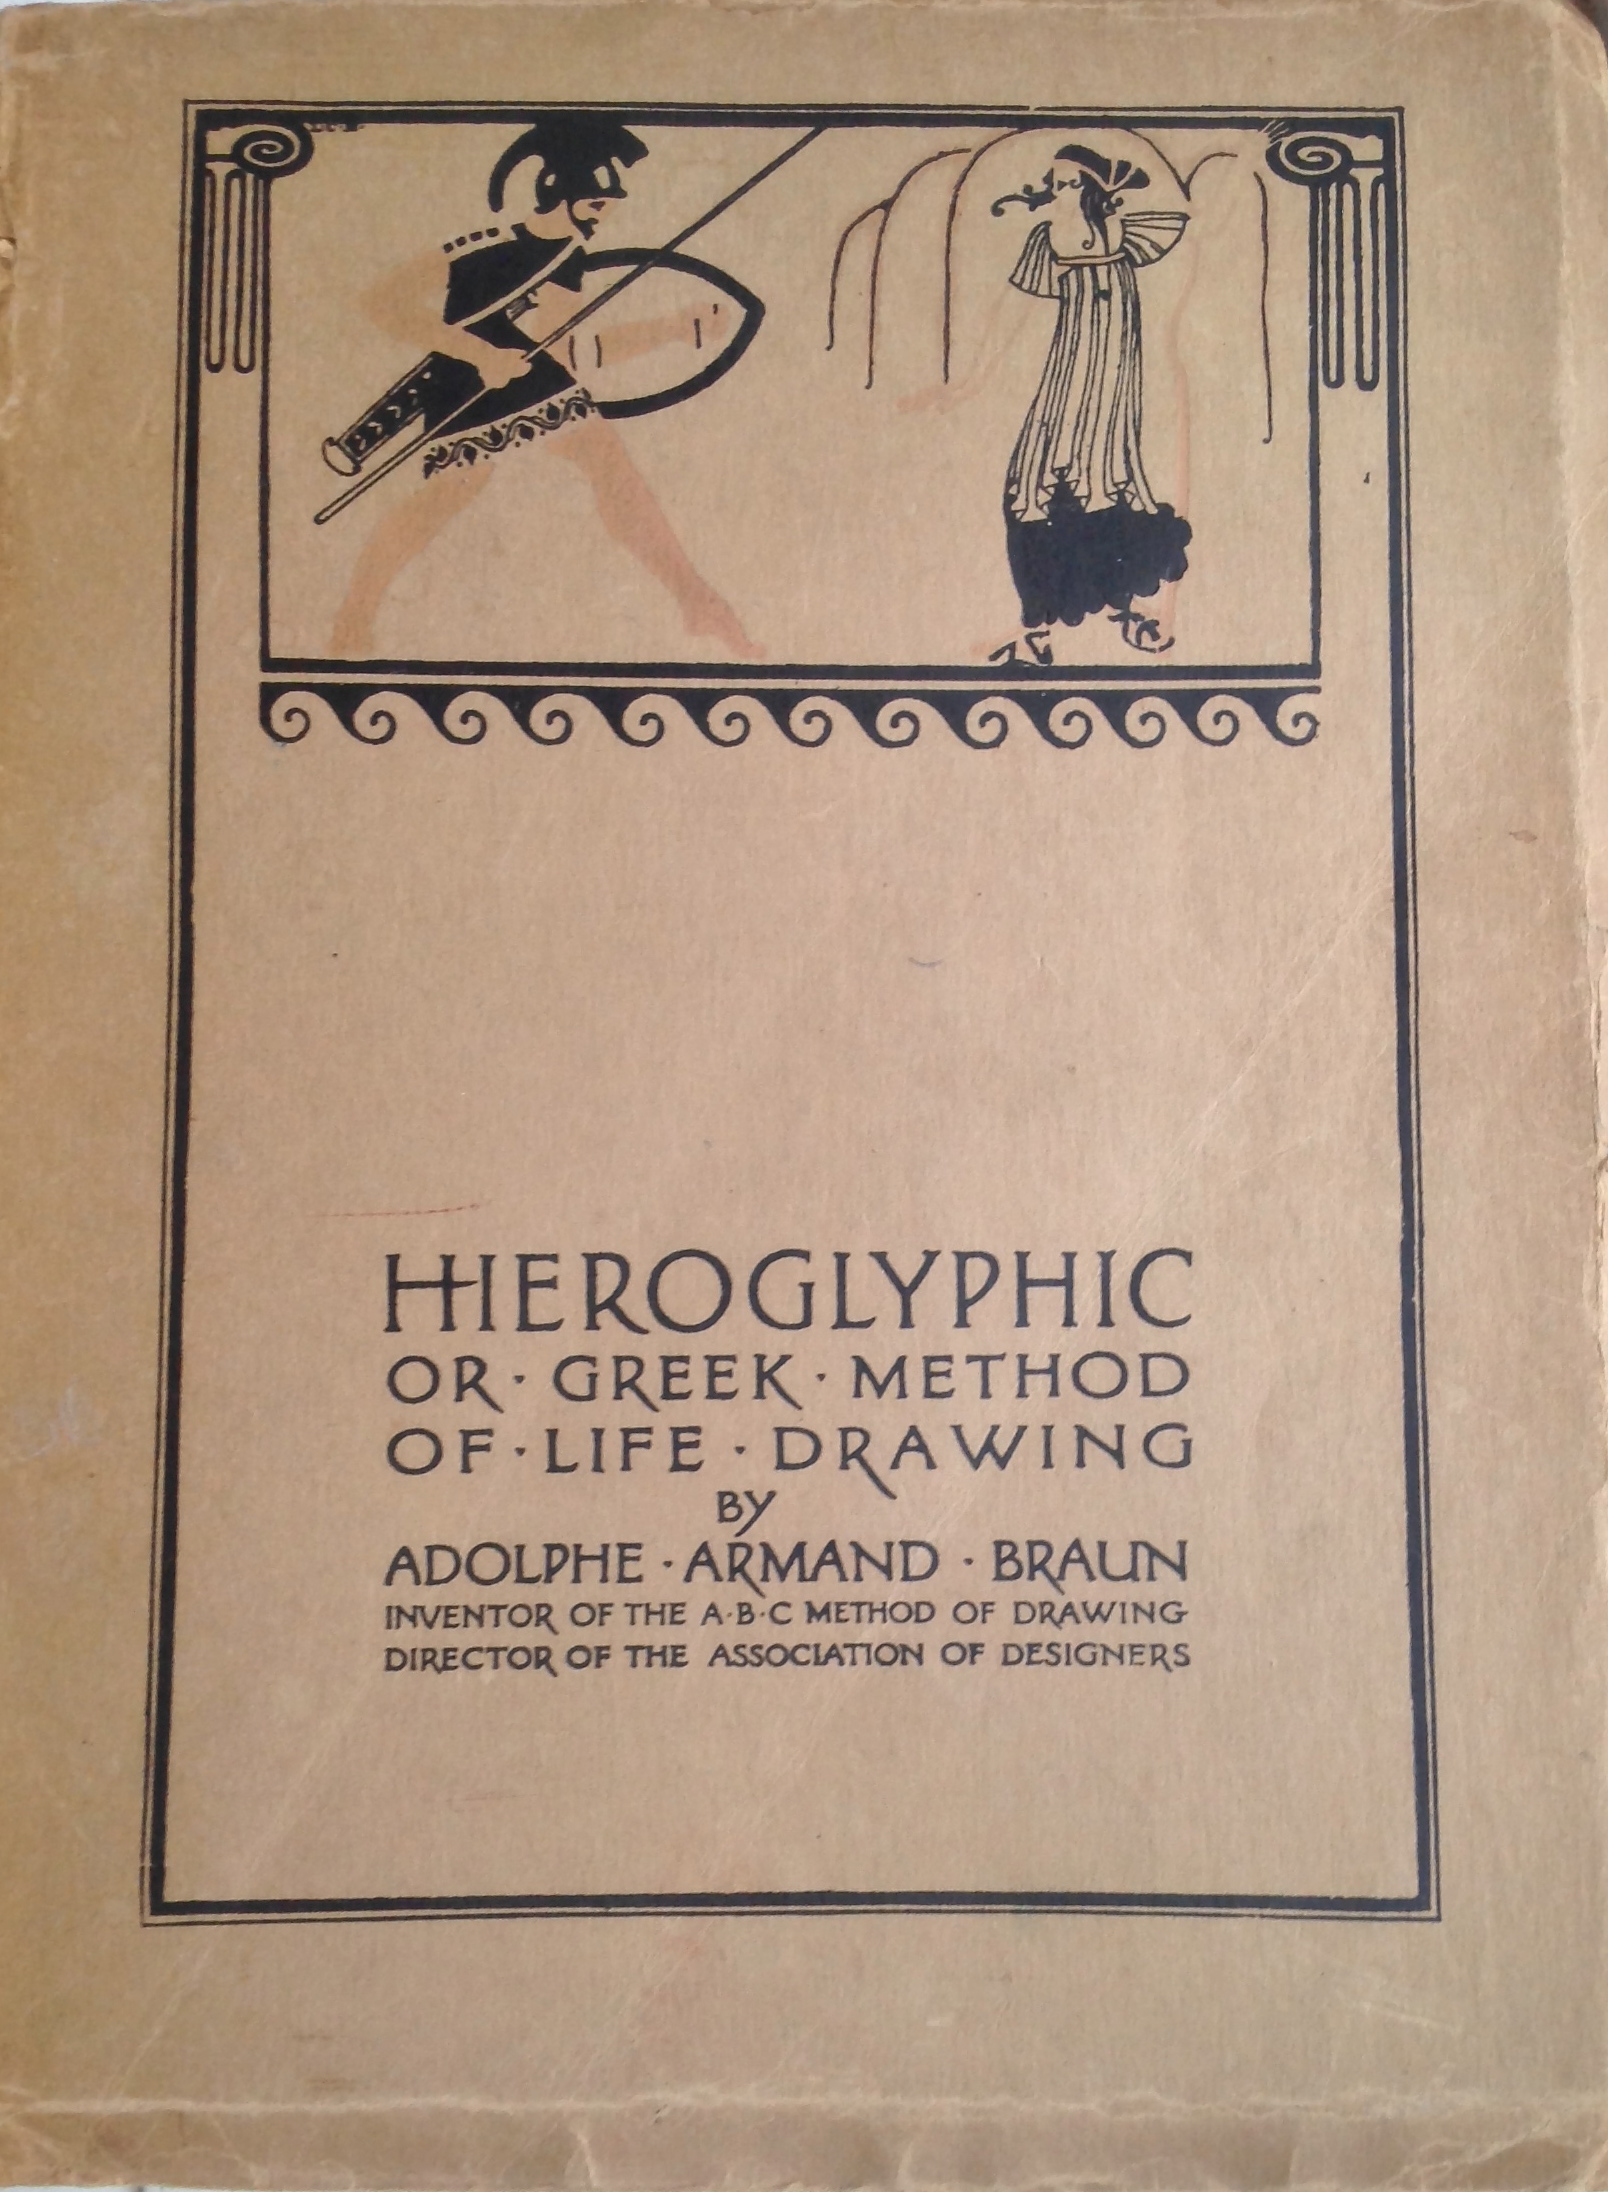 HIEROGLYPHIC
OR · GREEK · METHOD
OF · LIFE · DRAWING
BY
ADOLPHE · ARMAND · BRAUN
INVENTOR OF THE A·B·C METHOD OF DRAWING
DIRECTOR OF THE ASSOCIATION OF DESIGNERS